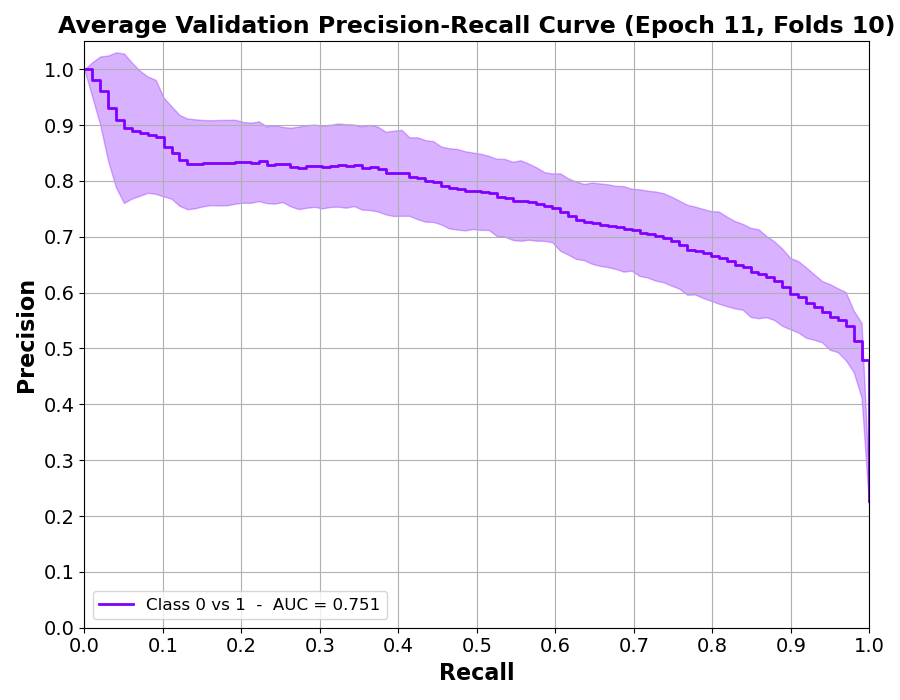 Average Validation Precision-Recall Curve (Epoch 11, Folds 10)
1.0
0.9
0.8
0.7
0.6
0.5
0.4
0.3
0.2
0.1
0.0
Precision
Class 0 vs 1 - AUC = 0.751
0.0 0.1 0.2 0.3 0.4 0.5 0.6 0.7 0.8 0.9 1.0
Recall